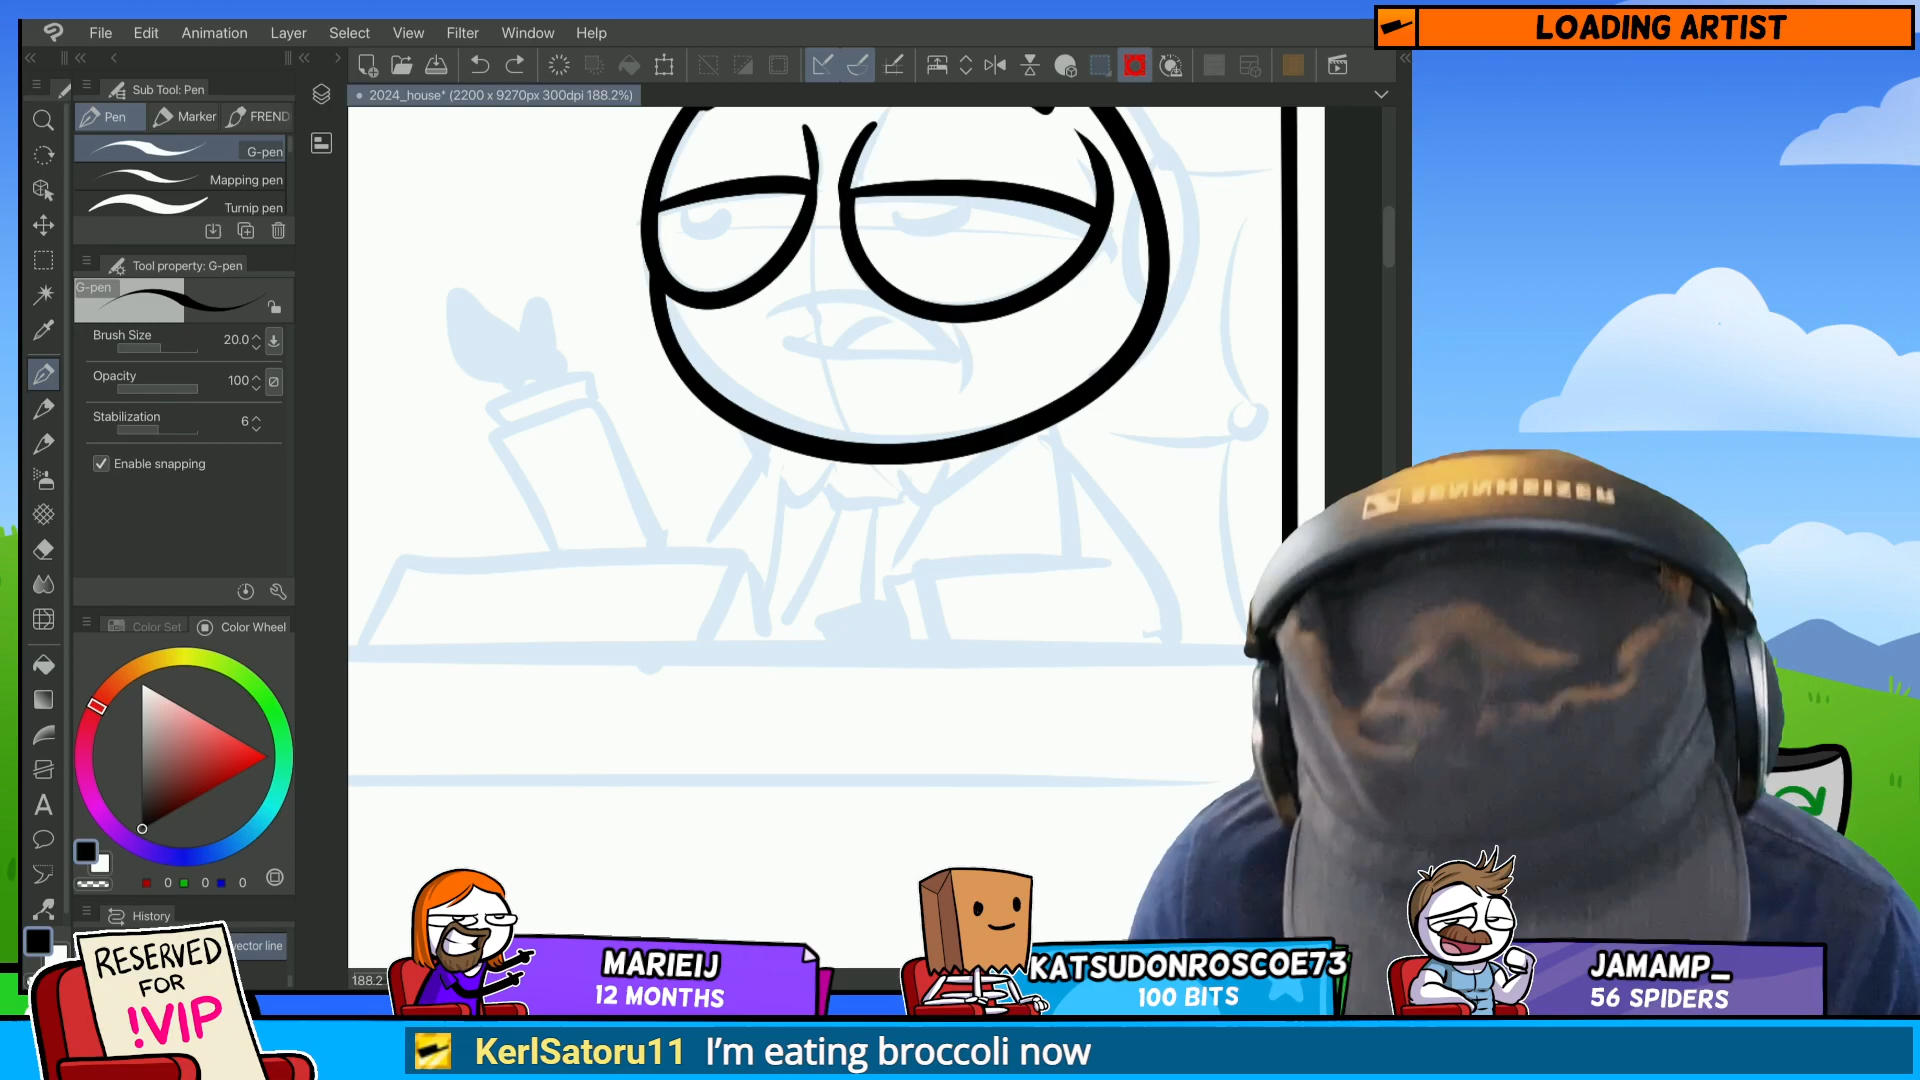 LOADING ARTIST
File Edit Animation Layer Select View Filter Window Help
Sub Tool: Pen
2024_house* (2200 x 9270px 300dpi 188.2%)
Pen Marker FREND
G-pen
Mapping pen
Turnip pen
Tool property: G-pen
G-pen
Brush Size 20.0
Opacity 100
Stabilization 6
Enable snapping
Color Set Color Wheel
0 0 0
History
vector line
188.2
SENNHEISER
RESERVED
FOR
!VIP
MARIEIJ
12 MONTHS
KATSUDONROSCOE73
100 BITS
JAMAMP_
56 SPIDERS
KerlSatoru11 I'm eating broccoli now